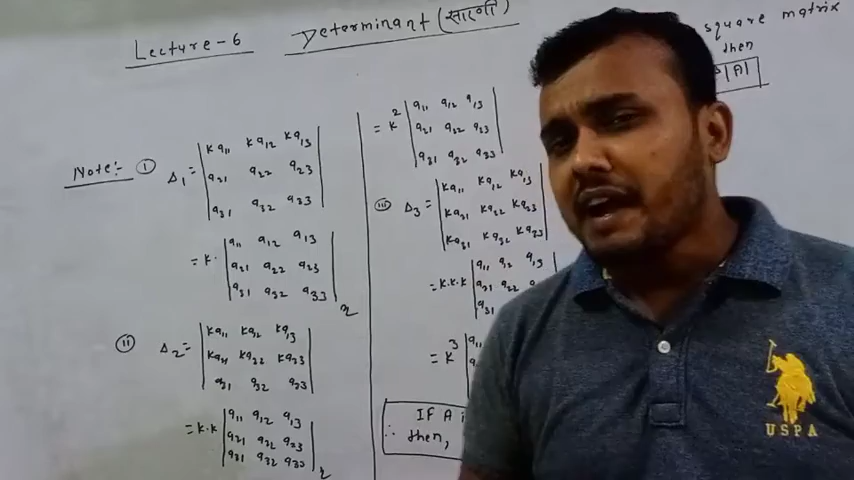 Lecture-6
Determinant (सारणी)
square matrix
then
|A|
Note:- (i) Δ₁ = | ka₁₁ ka₁₂ ka₁₃ |
a₂₁ a₂₂ a₂₃
a₃₁ a₃₂ a₃₃
= k· | a₁₁ a₁₂ a₁₃ |
a₂₁ a₂₂ a₂₃
a₃₁ a₃₂ a₃₃
(ii) Δ₂ = | ka₁₁ ka₁₂ ka₁₃ |
ka₂₁ ka₂₂ ka₂₃
a₃₁ a₃₂ a₃₃
= k·k | a₁₁ a₁₂ a₁₃ |
a₂₁ a₂₂ a₂₃
a₃₁ a₃₂ a₃₃
= k² | a₁₁ a₁₂ a₁₃ |
a₂₁ a₂₂ a₂₃
a₃₁ a₃₂ a₃₃
(iii) Δ₃ = | ka₁₁ ka₁₂ ka₁₃ |
ka₂₁ ka₂₂ ka₂₃
ka₃₁ ka₃₂ ka₃₃
= k·k·k | a₁₁ a₁₂ a₁₃ |
a₂₁ a₂₂
a₃₁
= k³ | a₁₁
∴ IF A
then,
USPA